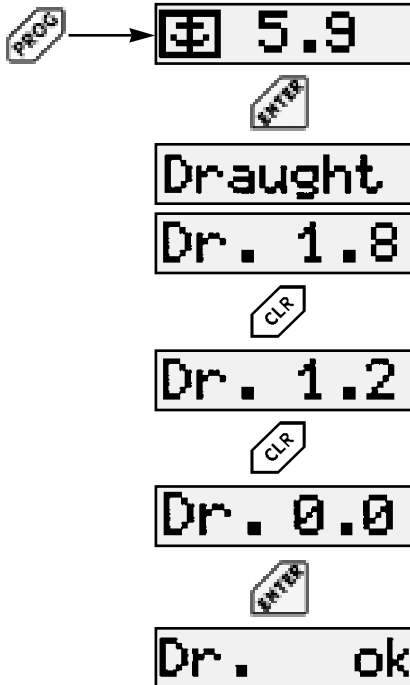 PROG 5.9
ENTER
Draught
Dr. 1.8
CLR
Dr. 1.2
CLR
Dr. 0.0
ENTER
Dr. ok